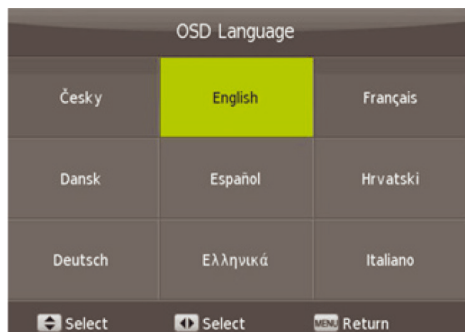 OSD Language
Česky English Français
Dansk Español Hrvatski
Deutsch Ελληνικά Italiano
Select Select MENU Return